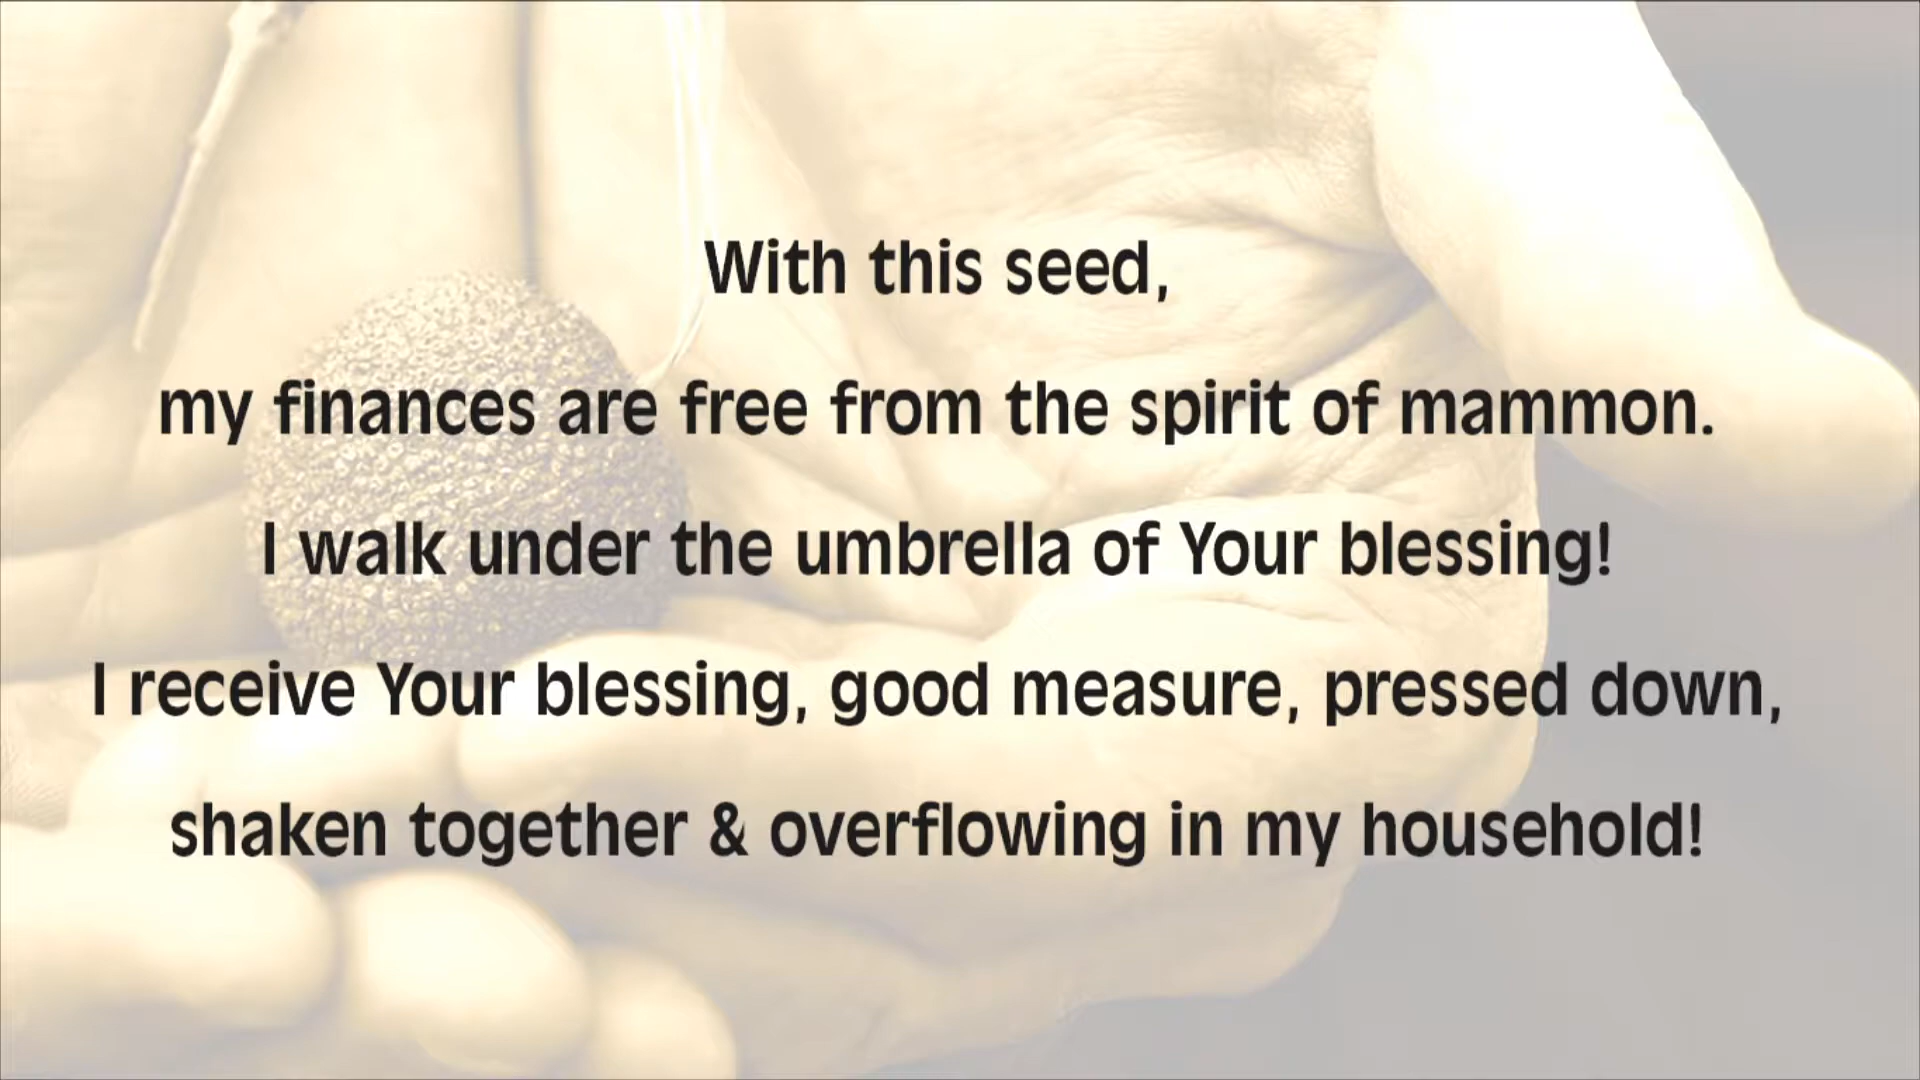 With this seed,
my finances are free from the spirit of mammon.
I walk under the umbrella of Your blessing!
I receive Your blessing, good measure, pressed down,
shaken together & overflowing in my household!